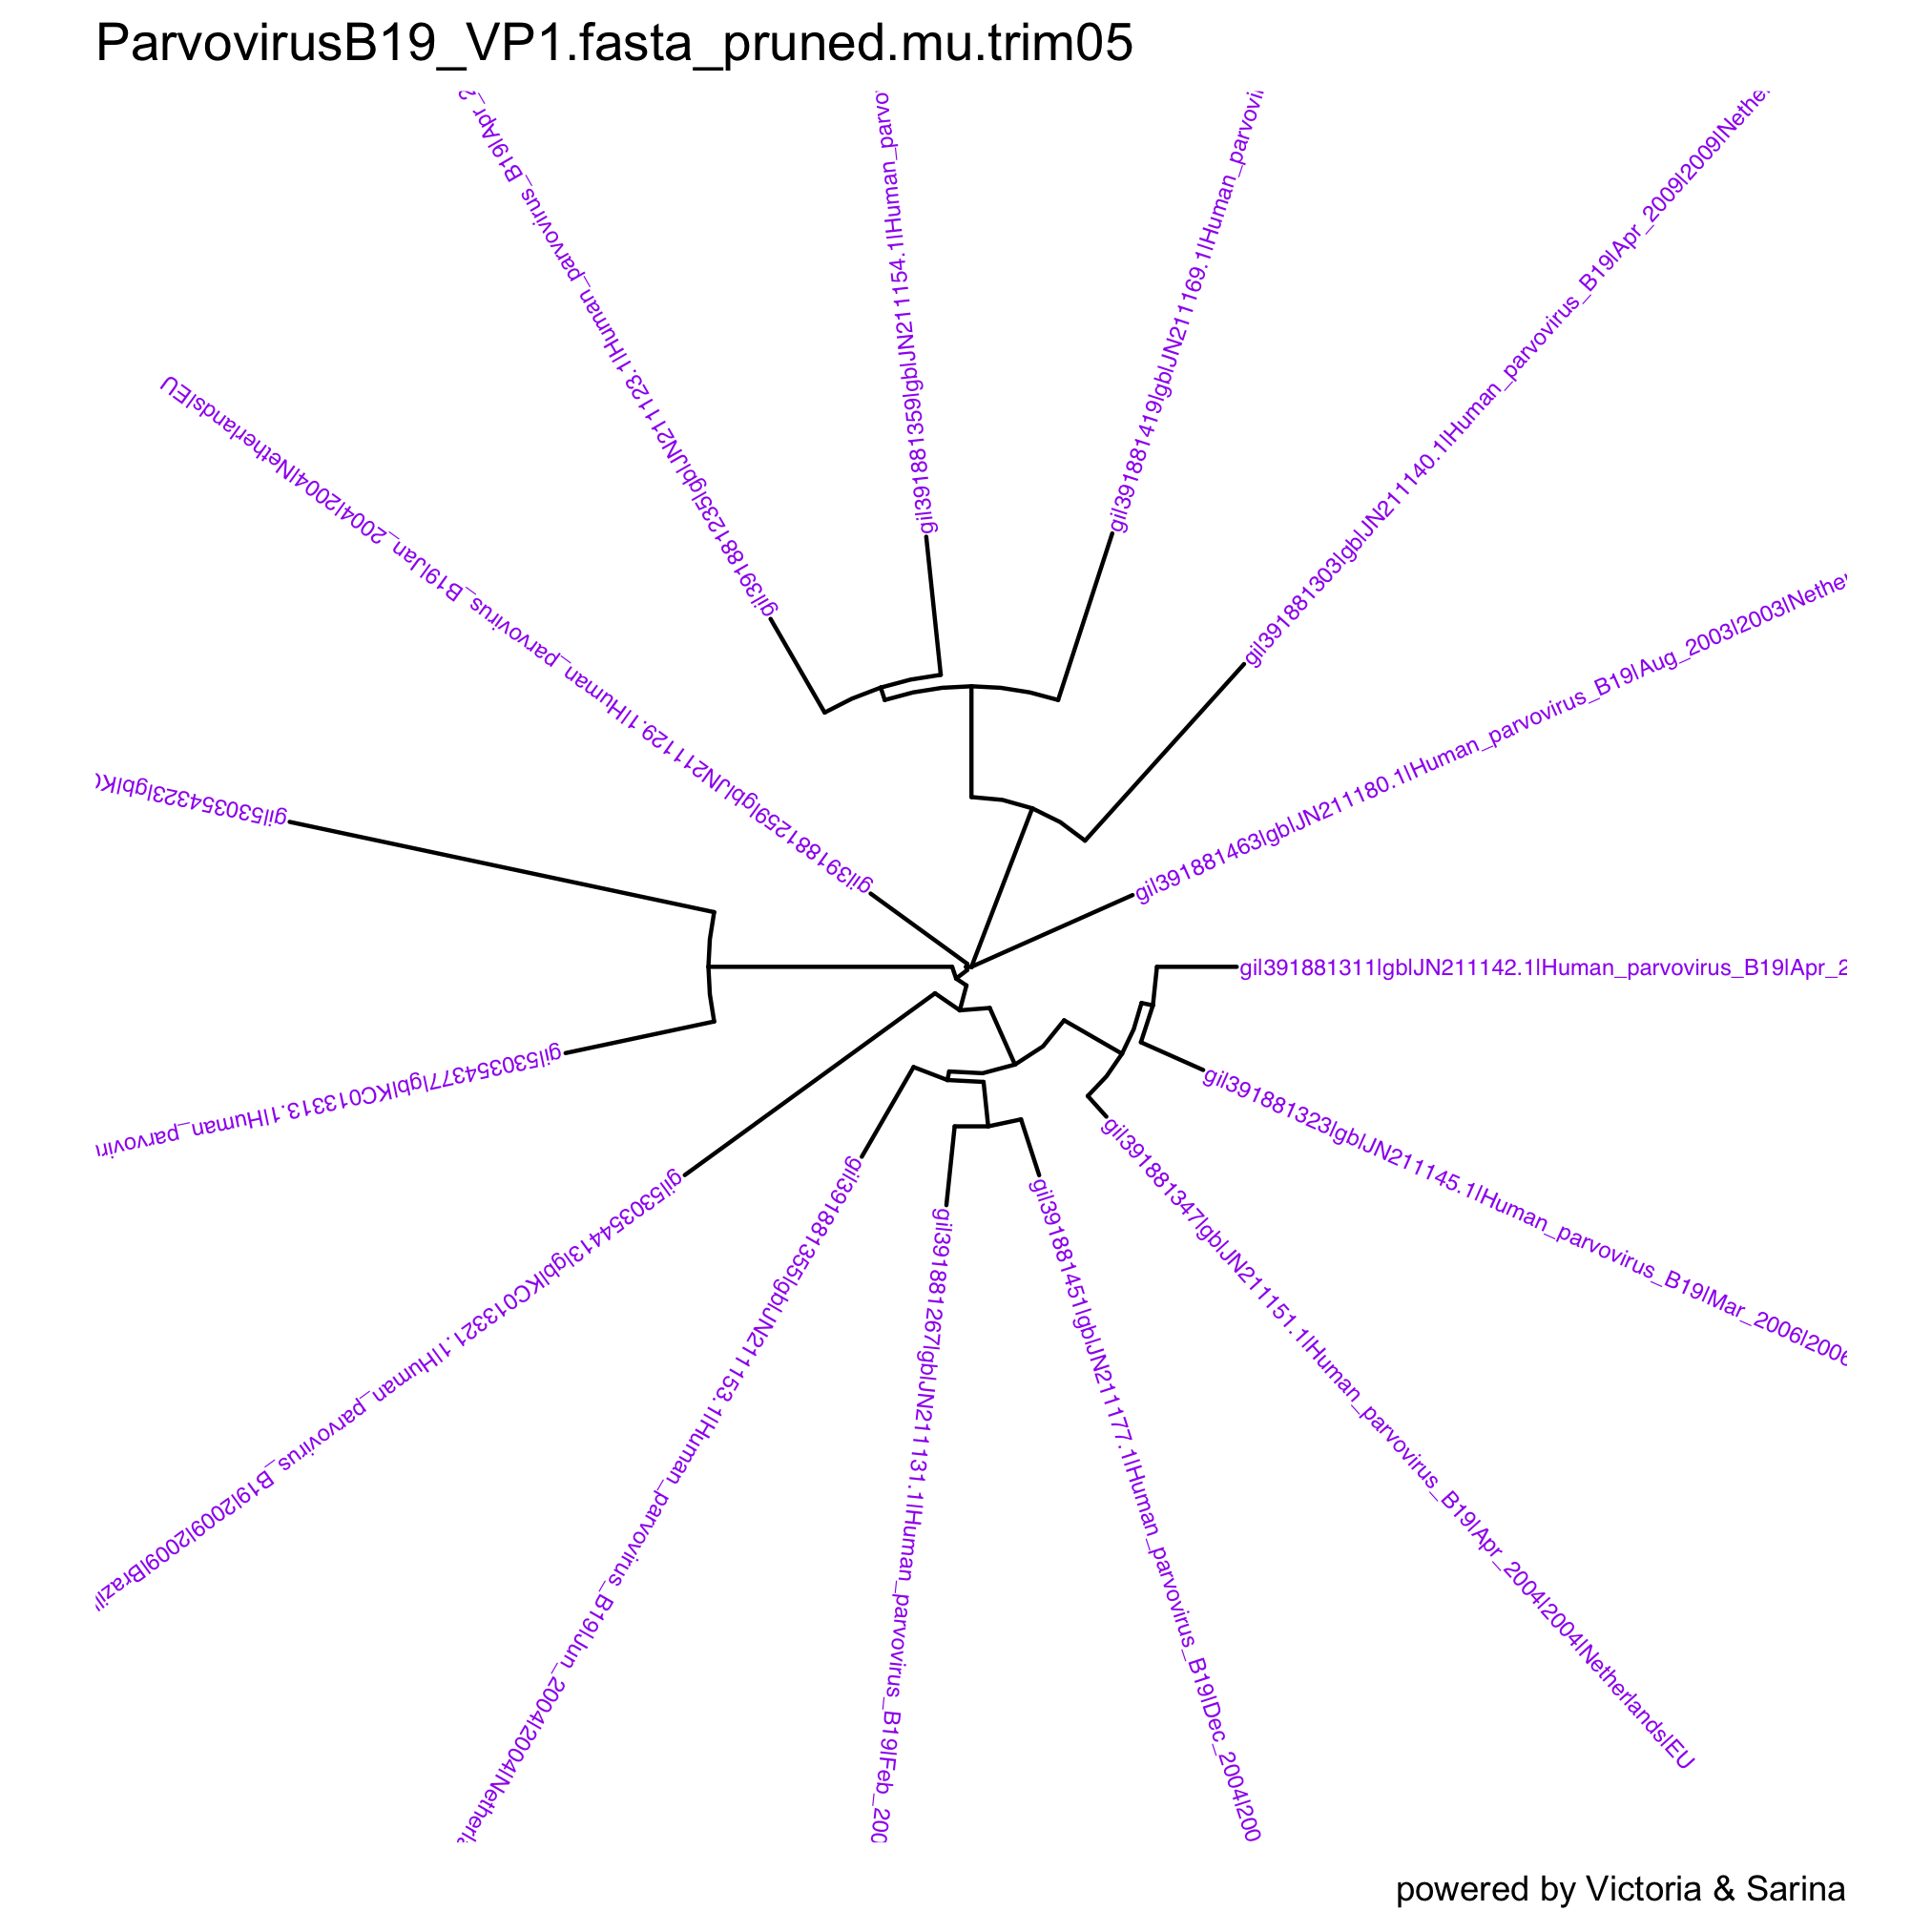 ParvovirusB19_VP1.fasta_pruned.mu.trim05
gi|391881235|gb|JN211123.1|Human_parvovirus_B19|Apr_2
gi|391881359|gb|JN211154.1|Human_parvo
gi|391881419|gb|JN211169.1|Human_parvovi
gi|391881303|gb|JN211140.1|Human_parvovirus_B19|Apr_2009|2009|Nethe
gi|391881259|gb|JN211129.1|Human_parvovirus_B19|Jan_2004|2004|Netherlands|EU
gi|391881463|gb|JN211180.1|Human_parvovirus_B19|Aug_2003|2003|Nethe
gi|530354323|gb|K
gi|391881311|gb|JN211142.1|Human_parvovirus_B19|Apr_2
gi|530354377|gb|KC013313.1|Human_parvovir
gi|391881323|gb|JN211145.1|Human_parvovirus_B19|Mar_2006|2006
gi|391881347|gb|JN211151.1|Human_parvovirus_B19|Apr_2004|2004|Netherlands|EU
gi|530354413|gb|KC013321.1|Human_parvovirus_B19|2009|2009|Brazil
gi|391881355|gb|JN211153.1|Human_parvovirus_B19|Jun_2004|2004|Netherla
gi|391881267|gb|JN211131.1|Human_parvovirus_B19|Feb_200
gi|391881451|gb|JN211177.1|Human_parvovirus_B19|Dec_2004|200
powered by Victoria & Sarina